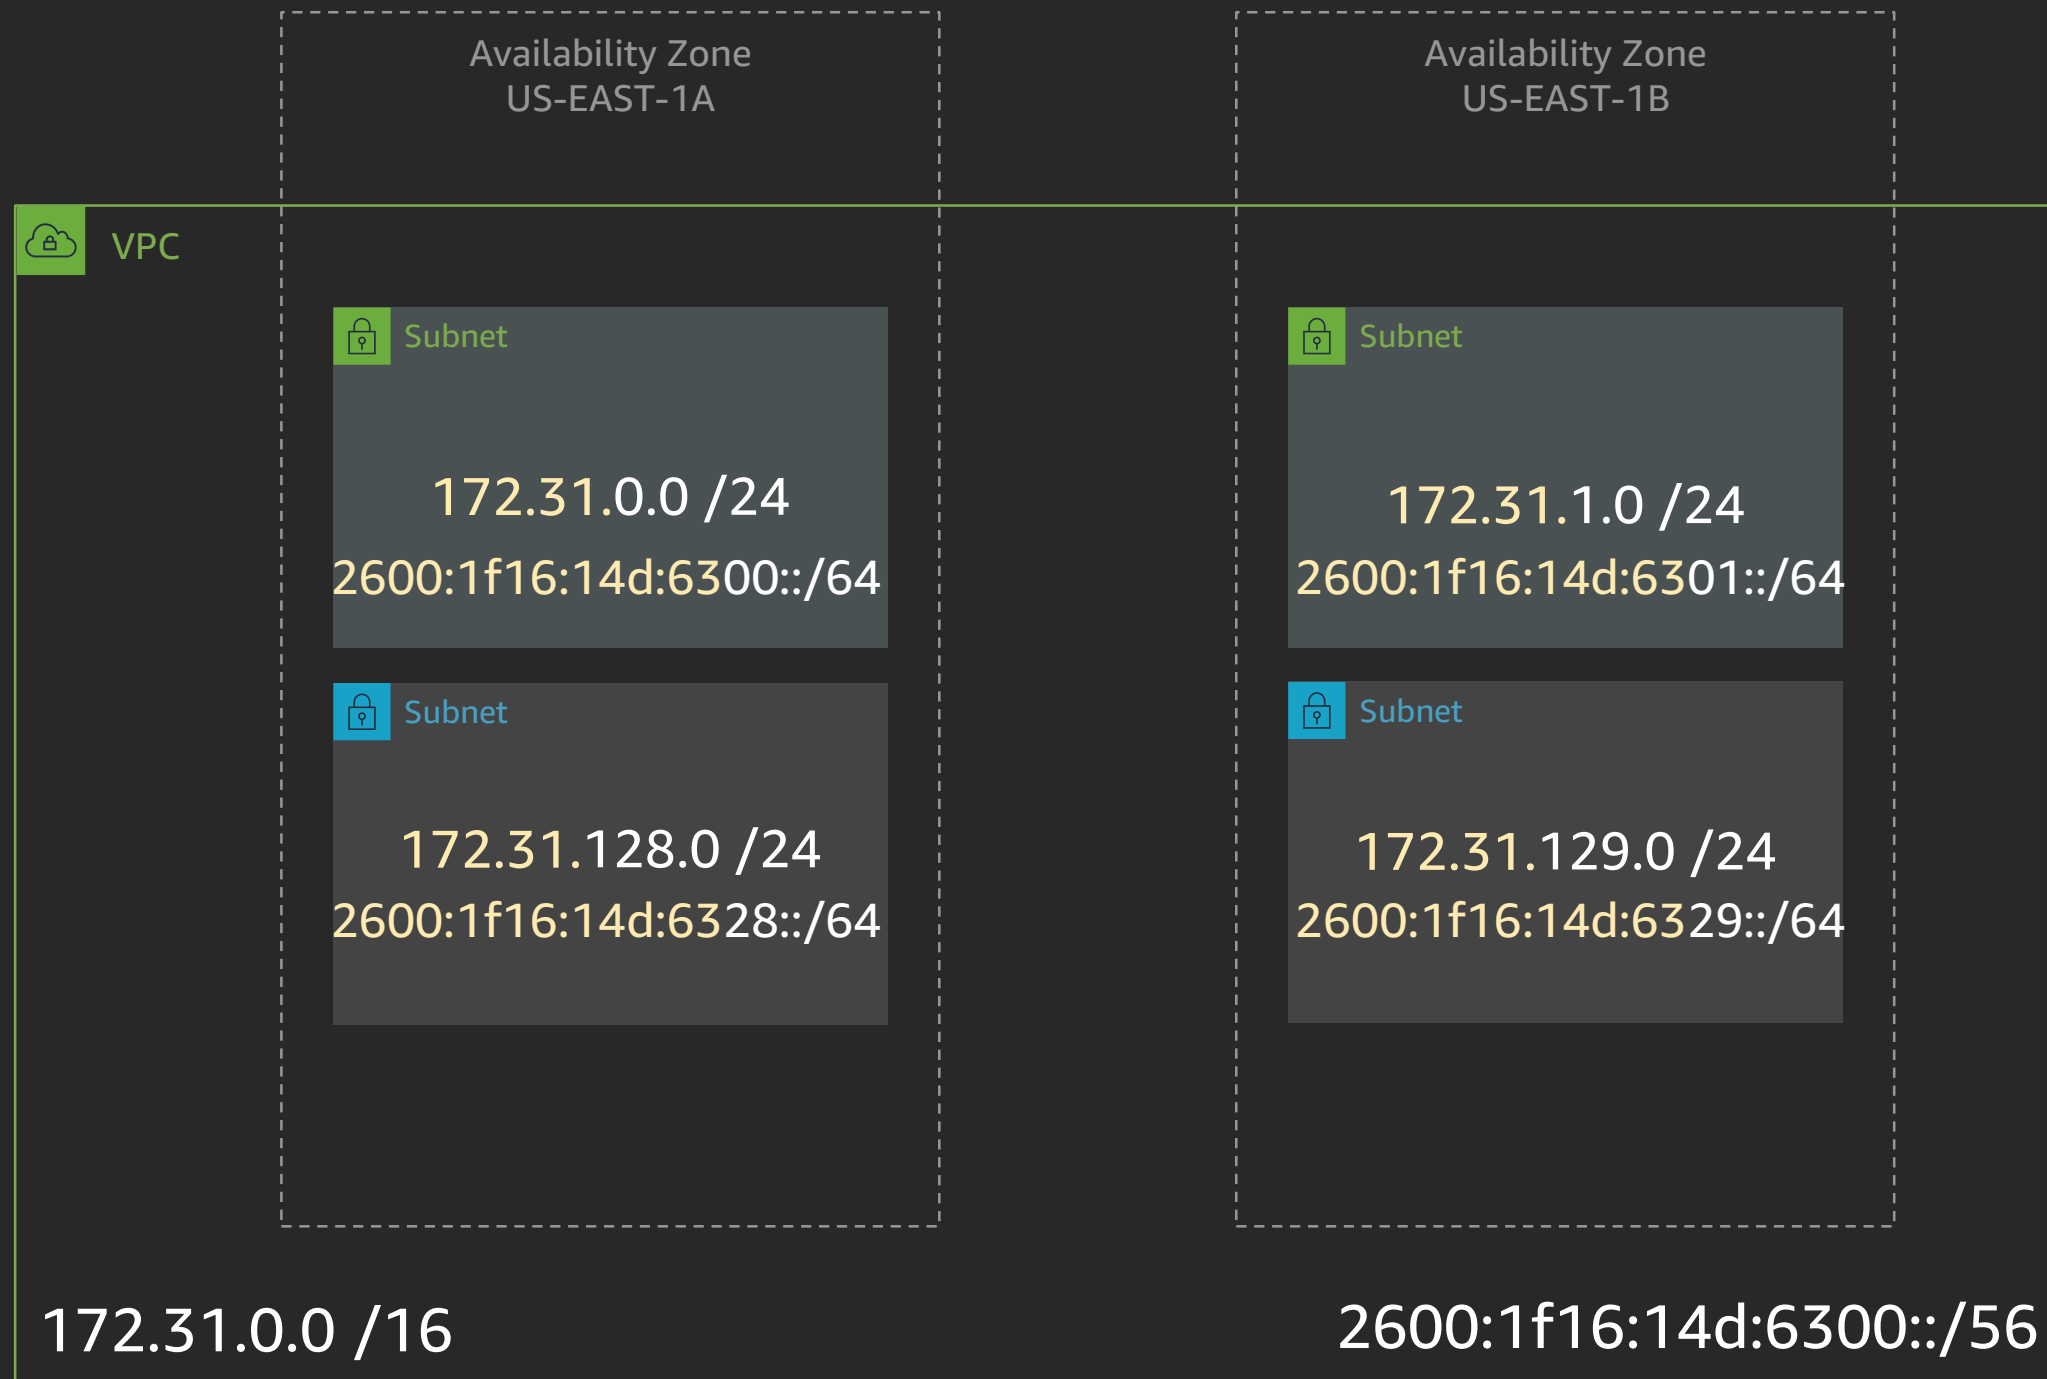 Availability Zone
US-EAST-1A
Availability Zone
US-EAST-1B
VPC
Subnet
172.31.0.0 /24
2600:1f16:14d:6300::/64
Subnet
172.31.1.0 /24
2600:1f16:14d:6301::/64
Subnet
172.31.128.0 /24
2600:1f16:14d:6328::/64
Subnet
172.31.129.0 /24
2600:1f16:14d:6329::/64
172.31.0.0 /16
2600:1f16:14d:6300::/56